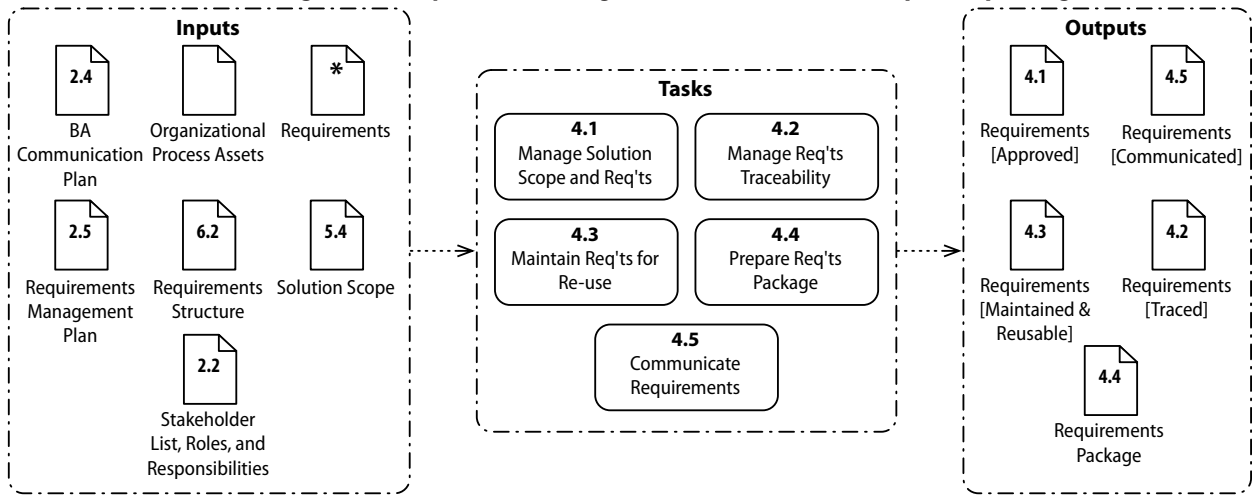 Inputs
2.4
BA
Communication
Plan
Organizational
Process Assets
*
Requirements
2.5
Requirements
Management
Plan
6.2
Requirements
Structure
5.4
Solution Scope
2.2
Stakeholder
List, Roles, and
Responsibilities
Tasks
4.1
Manage Solution
Scope and Req'ts
4.2
Manage Req'ts
Traceability
4.3
Maintain Req'ts for
Re-use
4.4
Prepare Req'ts
Package
4.5
Communicate
Requirements
Outputs
4.1
Requirements
[Approved]
4.5
Requirements
[Communicated]
4.3
Requirements
[Maintained &
Reusable]
4.2
Requirements
[Traced]
4.4
Requirements
Package